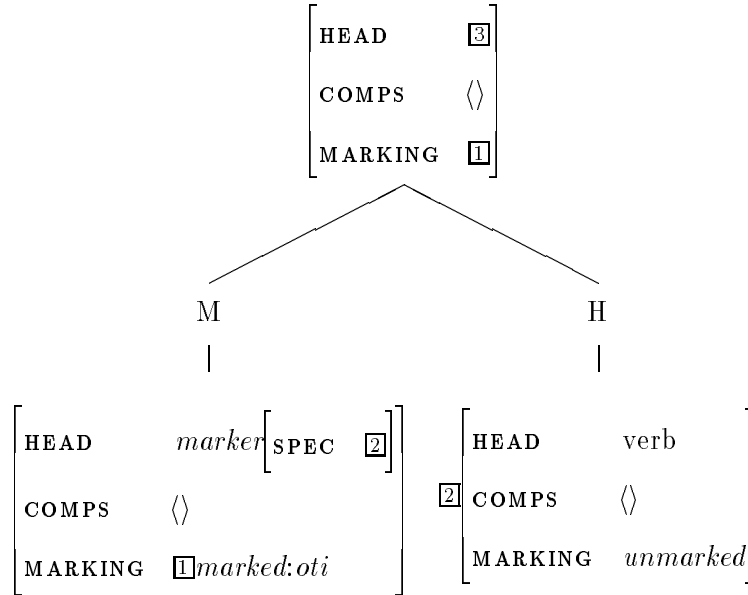 HEAD 3
COMPS ⟨⟩
MARKING 1
M H
HEAD marker[SPEC 2]
COMPS ⟨⟩
MARKING 1 marked:oti
2
HEAD verb
COMPS ⟨⟩
MARKING unmarked